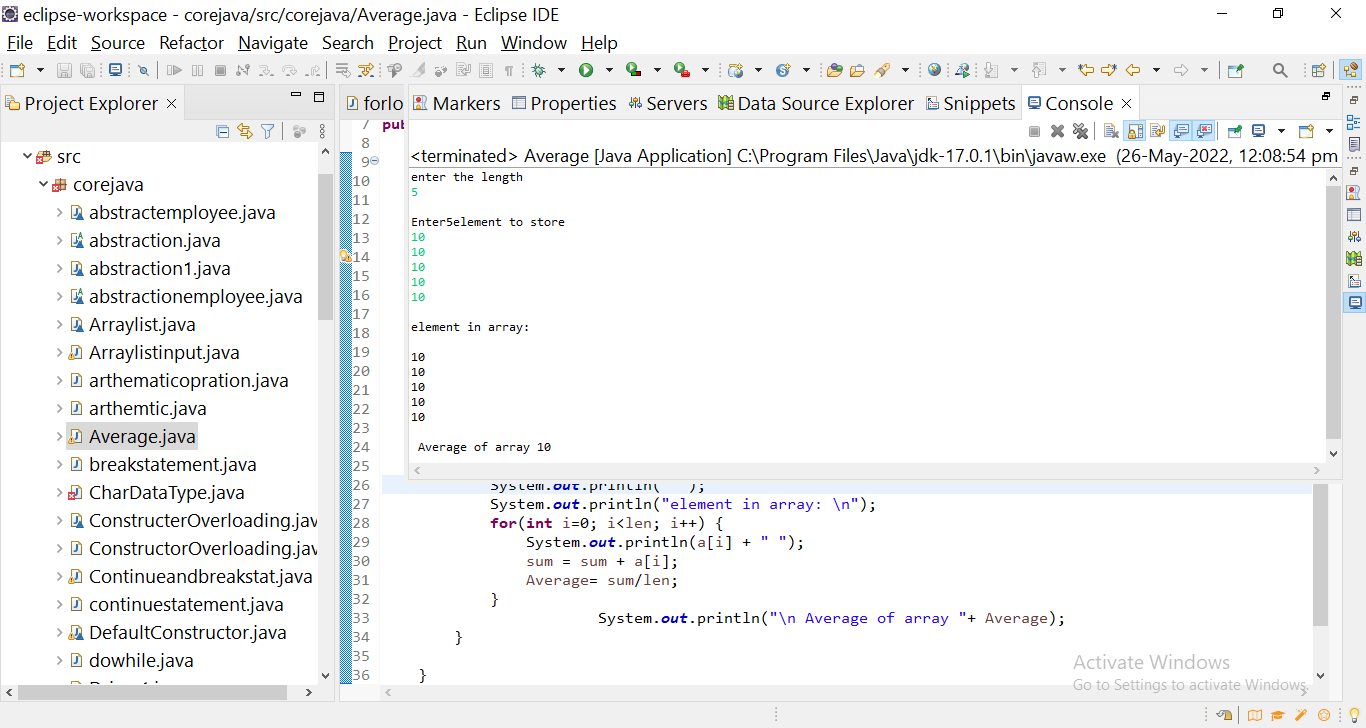 eclipse-workspace - corejava/src/corejava/Average.java - Eclipse IDE
File Edit Source Refactor Navigate Search Project Run Window Help
Project Explorer
src
corejava
abstractemployee.java
abstraction.java
abstraction1.java
abstractionemployee.java
Arraylist.java
Arraylistinput.java
arthematicopration.java
arthemtic.java
Average.java
breakstatement.java
CharDataType.java
ConstructerOverloading.jav
ConstructorOverloading.jav
Continueandbreakstat.java
continuestatement.java
DefaultConstructor.java
dowhile.java
forlo Markers Properties Servers Data Source Explorer Snippets Console
<terminated> Average [Java Application] C:\Program Files\Java\jdk-17.0.1\bin\javaw.exe (26-May-2022, 12:08:54 pm
enter the length
5
Enter5element to store
10
10
10
10
10
element in array:
10
10
10
10
10
Average of array 10
7 pub
8
9
10
11
12
13
14
15
16
17
18
19
20
21
22
23
24
25
26 System.out.println(" ");
27 System.out.println("element in array: \n");
28 for(int i=0; i<len; i++) {
29 System.out.println(a[i] + " ");
30 sum = sum + a[i];
31 Average= sum/len;
32 }
33 System.out.println("\n Average of array "+ Average);
34 }
35
36 }
Activate Windows
Go to Settings to activate Windows.